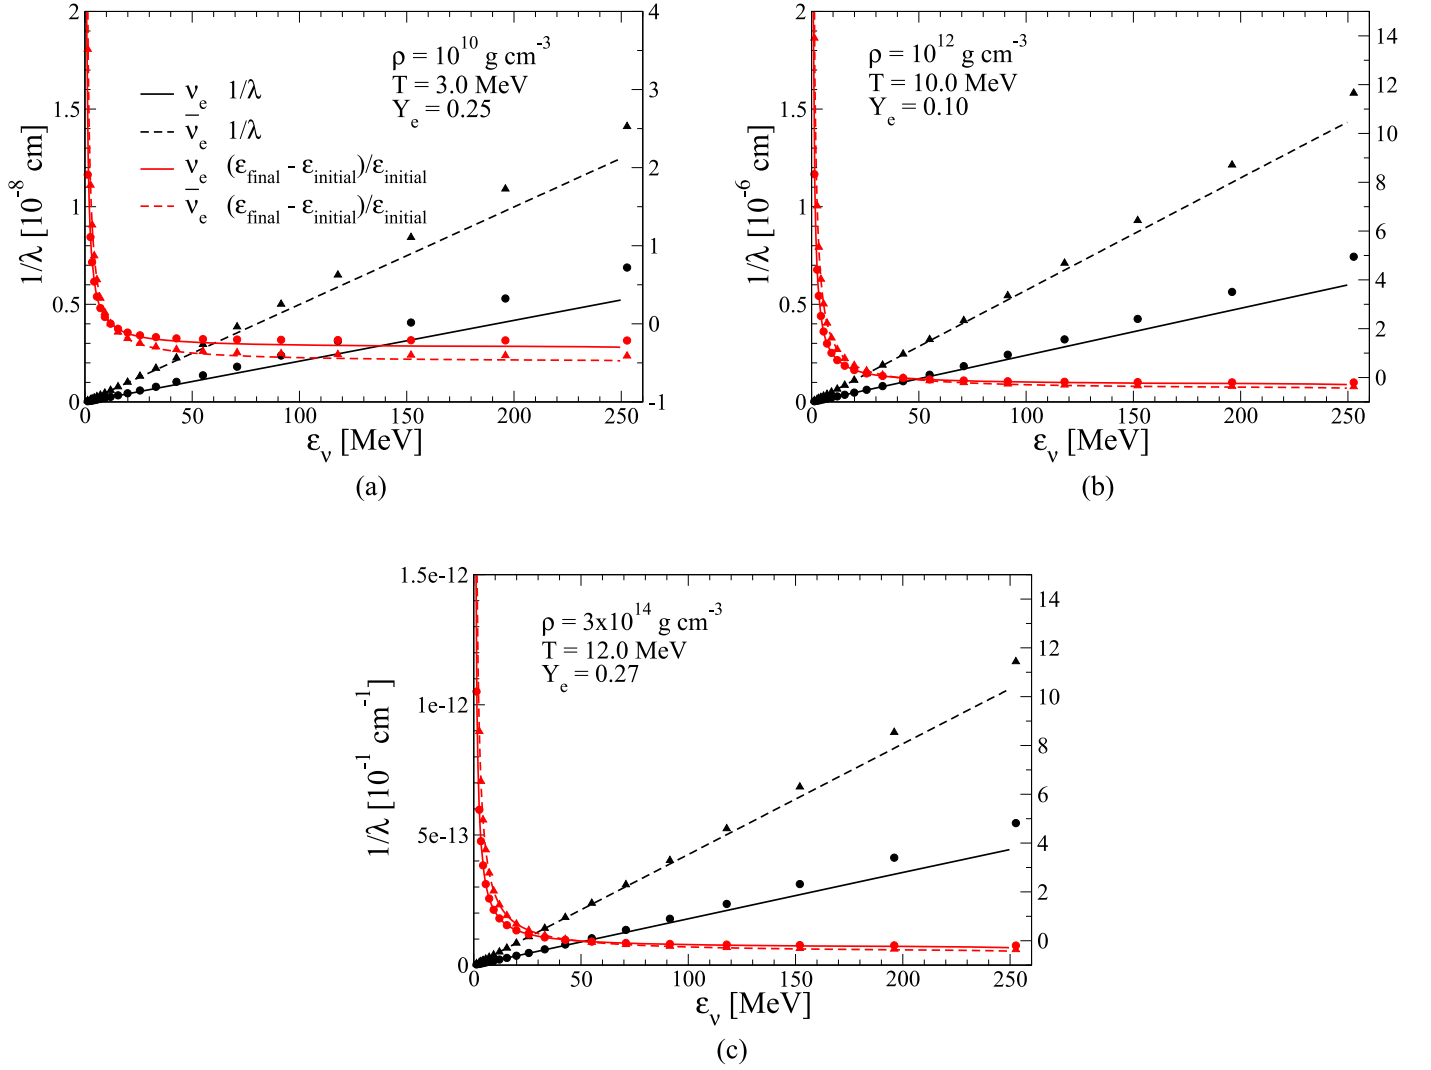 2
1.5
1
0.5
0
4
3
2
1
0
-1
0 50 100 150 200 250
1/λ [10⁻⁸ cm]
ε_ν [MeV]
ρ = 10¹⁰ g cm⁻³
T = 3.0 MeV
Y_e = 0.25
ν_e 1/λ
ν̄_e 1/λ
ν_e (ε_final - ε_initial)/ε_initial
ν̄_e (ε_final - ε_initial)/ε_initial
(a)
2
1.5
1
0.5
0
14
12
10
8
6
4
2
0
0 50 100 150 200 250
1/λ [10⁻⁶ cm]
ε_ν [MeV]
ρ = 10¹² g cm⁻³
T = 10.0 MeV
Y_e = 0.10
(b)
1.5e-12
1e-12
5e-13
0
14
12
10
8
6
4
2
0
0 50 100 150 200 250
1/λ [10⁻¹ cm⁻¹]
ε_ν [MeV]
ρ = 3x10¹⁴ g cm⁻³
T = 12.0 MeV
Y_e = 0.27
(c)